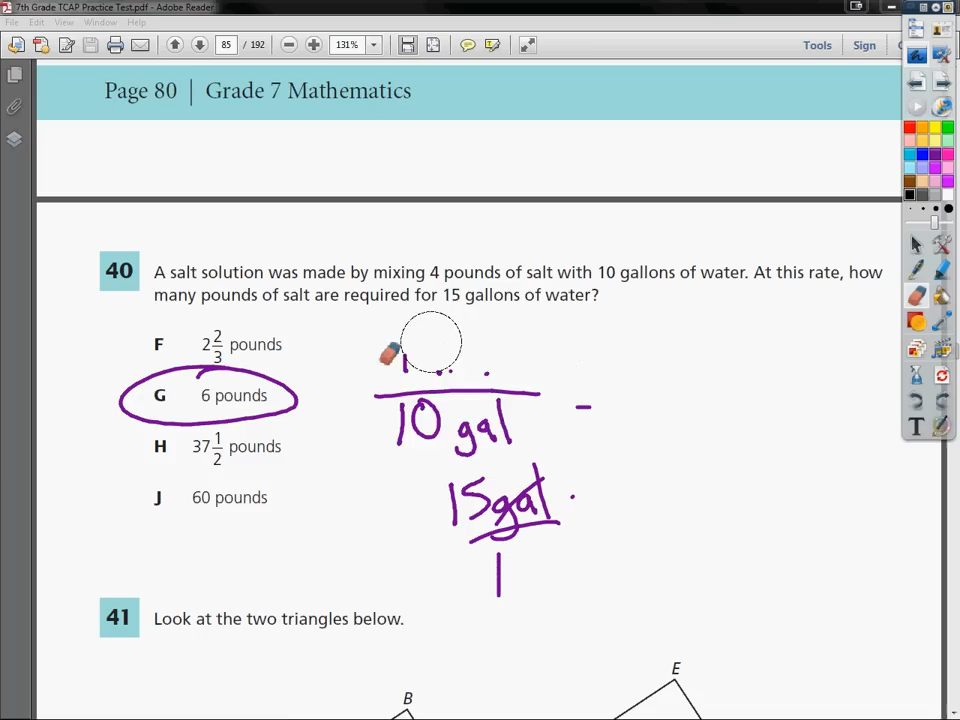 7th Grade TCAP Practice Test.pdf - Adobe Reader
File Edit View Window Help
85 / 192 131% Tools Sign
Page 80 | Grade 7 Mathematics
40 A salt solution was made by mixing 4 pounds of salt with 10 gallons of water. At this rate, how
many pounds of salt are required for 15 gallons of water?
F 2 2/3 pounds
G 6 pounds
H 37 1/2 pounds
J 60 pounds
10 gal
15 gal
1
41 Look at the two triangles below.
E
B
T